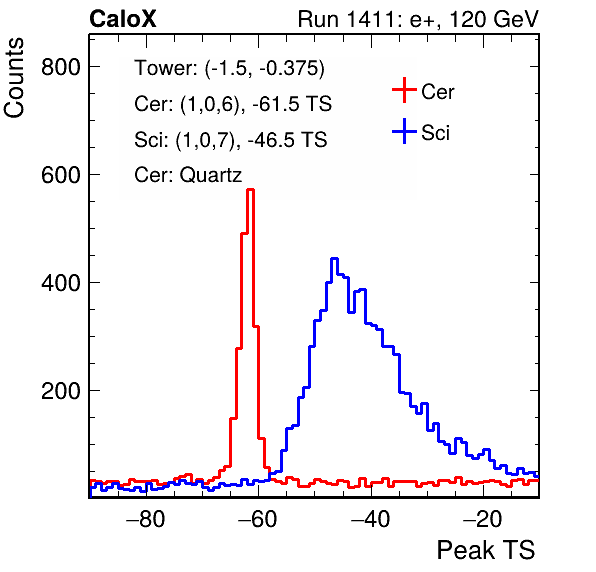 CaloX Run 1411: e+, 120 GeV
Counts
Tower: (-1.5, -0.375)
Cer: (1,0,6), -61.5 TS
Sci: (1,0,7), -46.5 TS
Cer: Quartz
Cer
Sci
800
600
400
200
−80 −60 −40 −20
Peak TS